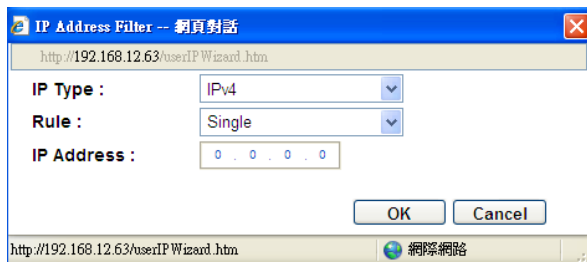 IP Address Filter -- 網頁對話
http://192.168.12.63/userIPWizard.htm
IP Type : IPv4
Rule : Single
IP Address : 0 . 0 . 0 . 0
OK Cancel
http://192.168.12.63/userIPWizard.htm 網際網路